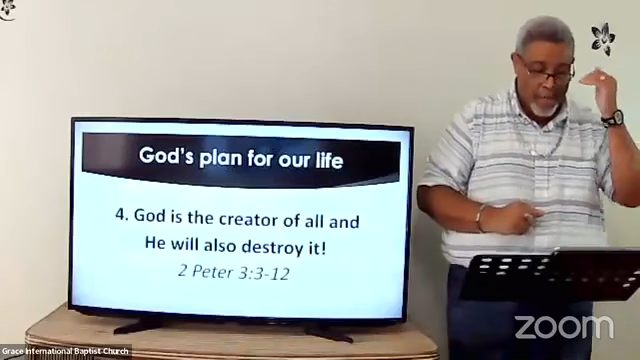 God's plan for our life
4. God is the creator of all and
He will also destroy it!
2 Peter 3:3-12
Grace International Baptist Church
zoom